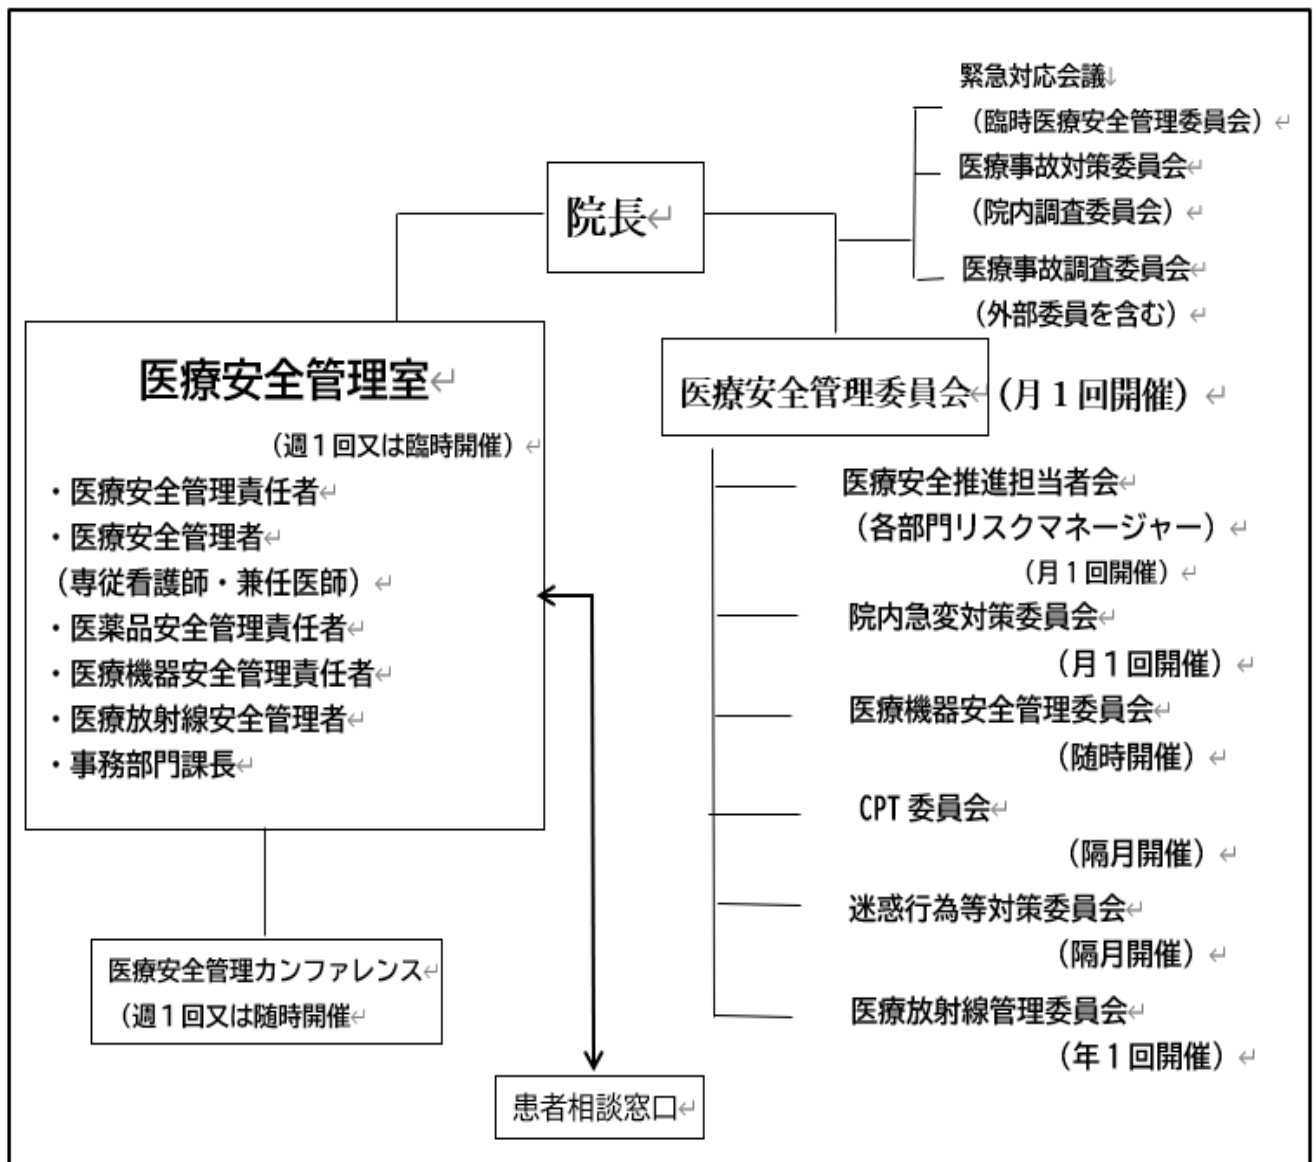 緊急対応会議
（臨時医療安全管理委員会）
医療事故対策委員会
（院内調査委員会）
医療事故調査委員会
（外部委員を含む）
院長
医療安全管理室
（週１回又は臨時開催）
・医療安全管理責任者
・医療安全管理者
（専従看護師・兼任医師）
・医薬品安全管理責任者
・医療機器安全管理責任者
・医療放射線安全管理者
・事務部門課長
医療安全管理カンファレンス
（週１回又は随時開催
患者相談窓口
医療安全管理委員会（月１回開催）
医療安全推進担当者会
（各部門リスクマネージャー）
（月１回開催）
院内急変対策委員会
（月１回開催）
医療機器安全管理委員会
（随時開催）
CPT 委員会
（隔月開催）
迷惑行為等対策委員会
（隔月開催）
医療放射線管理委員会
（年１回開催）